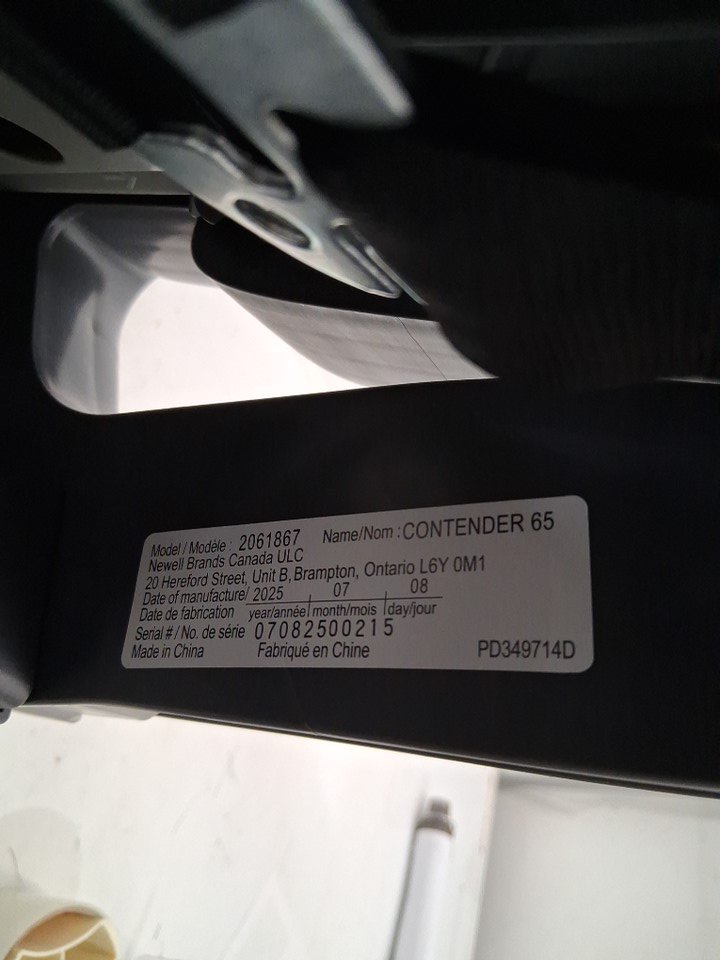 Model / Modèle : 2061867 Name/Nom : CONTENDER 65
Newell Brands Canada ULC
20 Hereford Street, Unit B, Brampton, Ontario L6Y 0M1
Date of manufacture/ 2025 07 08
Date de fabrication year/année month/mois day/jour
Serial # / No. de série 07082500215
Made in China Fabriqué en Chine PD349714D